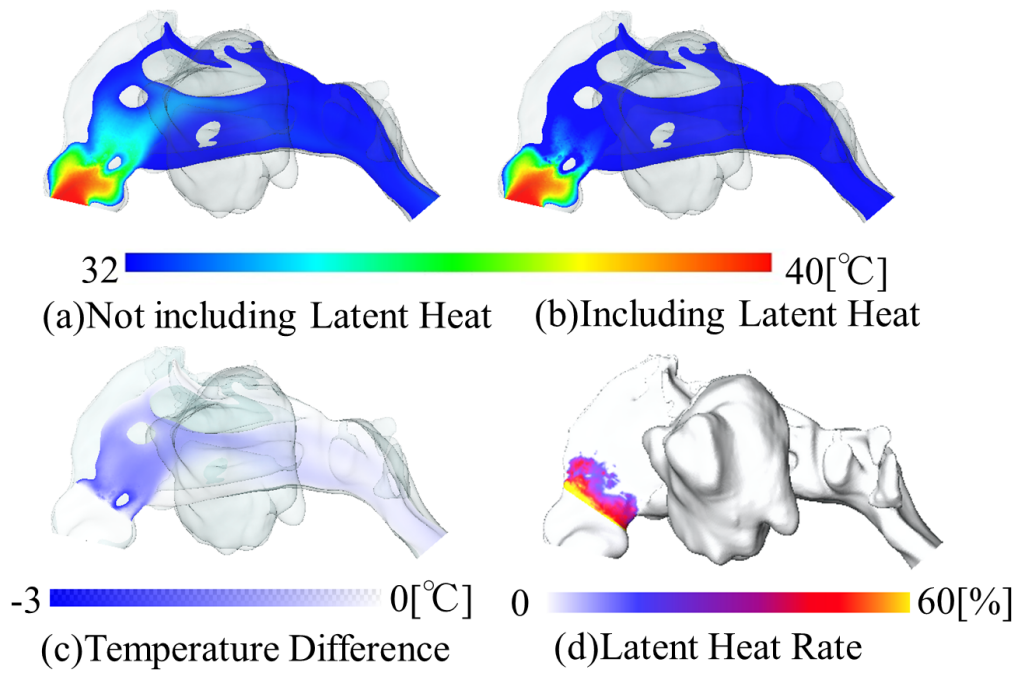 32 40[℃]
(a)Not including Latent Heat (b)Including Latent Heat
-3 0[℃] 0 60[%]
(c)Temperature Difference (d)Latent Heat Rate